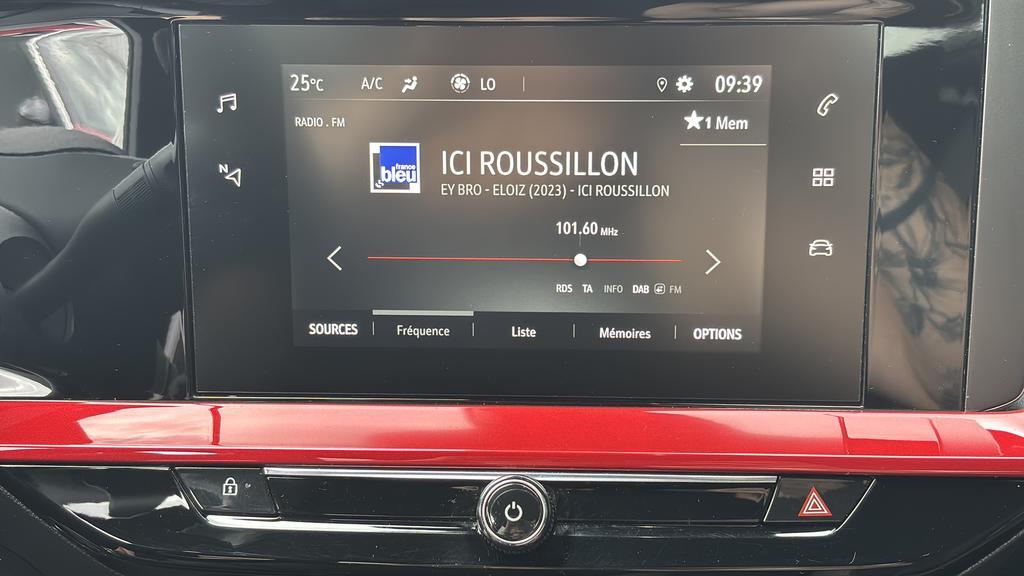 25°C A/C LO 09:39
RADIO . FM
1 Mem
france
bleu
ICI ROUSSILLON
EY BRO - ELOIZ (2023) - ICI ROUSSILLON
101.60 MHz
RDS TA INFO DAB FM
SOURCES Fréquence Liste Mémoires OPTIONS
N